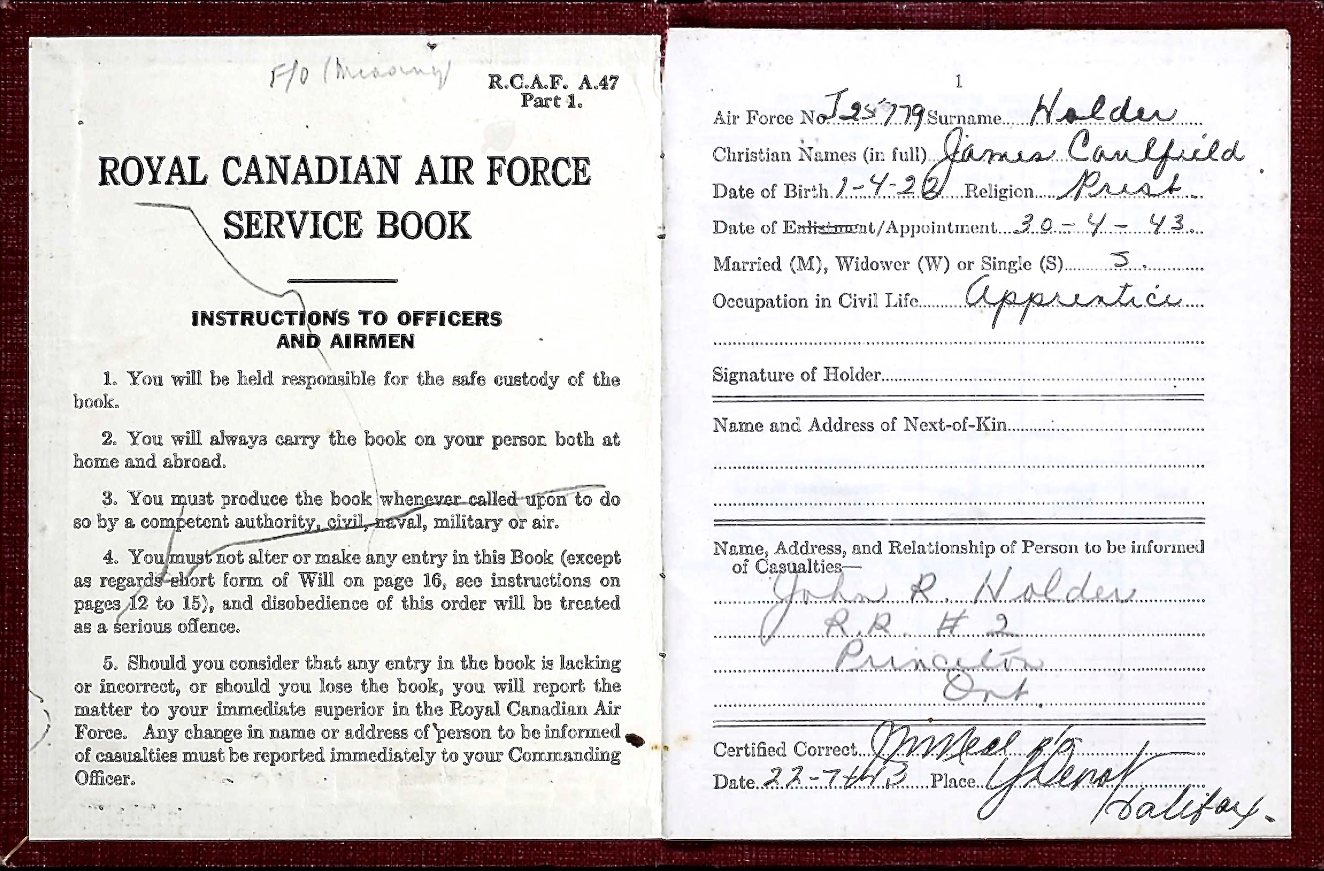 F/O (Missing)
R.C.A.F. A.47
Part 1.
ROYAL CANADIAN AIR FORCE
SERVICE BOOK
INSTRUCTIONS TO OFFICERS
AND AIRMEN
1. You will be held responsible for the safe custody of the
book.
2. You will always carry the book on your person both at
home and abroad.
3. You must produce the book whenever called upon to do
so by a competent authority, civil, naval, military or air.
4. You must not alter or make any entry in this Book (except
as regards short form of Will on page 16, see instructions on
pages 12 to 15), and disobedience of this order will be treated
as a serious offence.
5. Should you consider that any entry in the book is lacking
or incorrect, or should you lose the book, you will report the
matter to your immediate superior in the Royal Canadian Air
Force. Any change in name or address of person to be informed
of casualties must be reported immediately to your Commanding
Officer.
1
Air Force No. J25779 Surname Holder
Christian Names (in full) James Caulfield
Date of Birth 1-4-22 Religion Prest.
Date of Enlistment/Appointment 30-4-43.
Married (M), Widower (W) or Single (S) S.
Occupation in Civil Life Apprentice
Signature of Holder
Name and Address of Next-of-Kin
Name, Address, and Relationship of Person to be informed
of Casualties—
John R. Holder
R.R. # 2
Princeton
Ont.
Certified Correct
Date 22-7-43 Place Y Depot
Halifax.